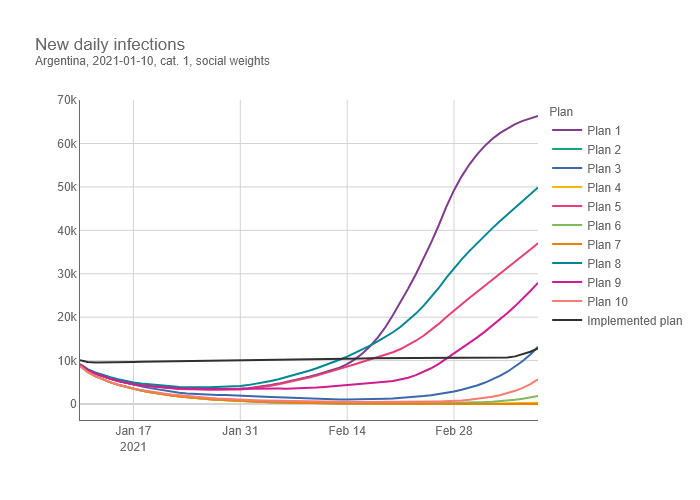 New daily infections
Argentina, 2021-01-10, cat. 1, social weights
70k
60k
50k
40k
30k
20k
10k
0
Jan 17
2021
Jan 31
Feb 14
Feb 28
Plan
Plan 1
Plan 2
Plan 3
Plan 4
Plan 5
Plan 6
Plan 7
Plan 8
Plan 9
Plan 10
Implemented plan